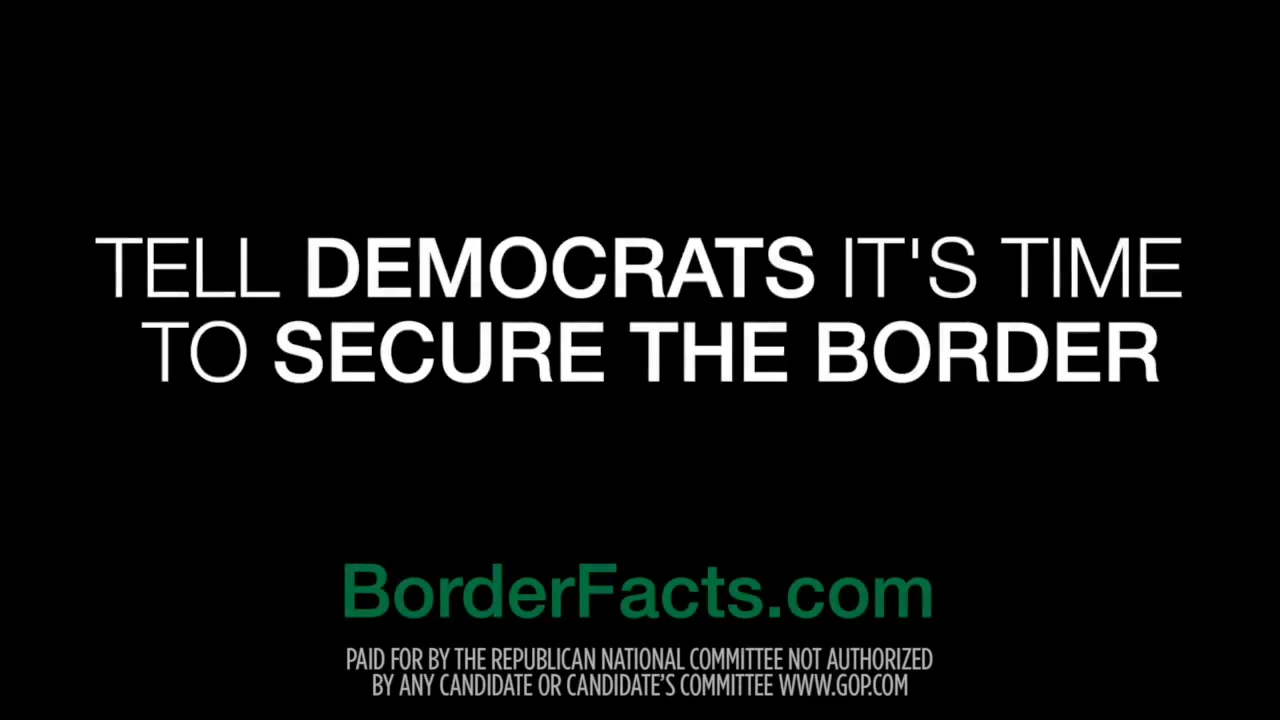 TELL DEMOCRATS IT'S TIME
TO SECURE THE BORDER
BorderFacts.com
PAID FOR BY THE REPUBLICAN NATIONAL COMMITTEE NOT AUTHORIZED
BY ANY CANDIDATE OR CANDIDATE'S COMMITTEE WWW.GOP.COM